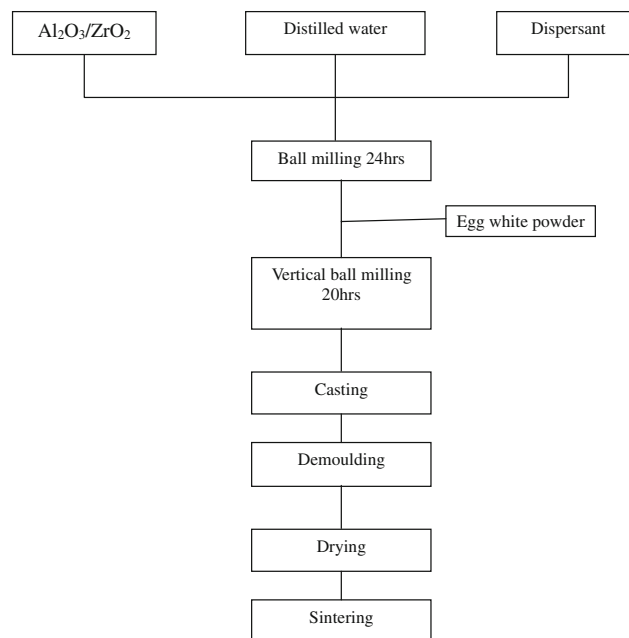 Al₂O₃/ZrO₂
Distilled water
Dispersant
Ball milling 24hrs
Egg white powder
Vertical ball milling
20hrs
Casting
Demoulding
Drying
Sintering